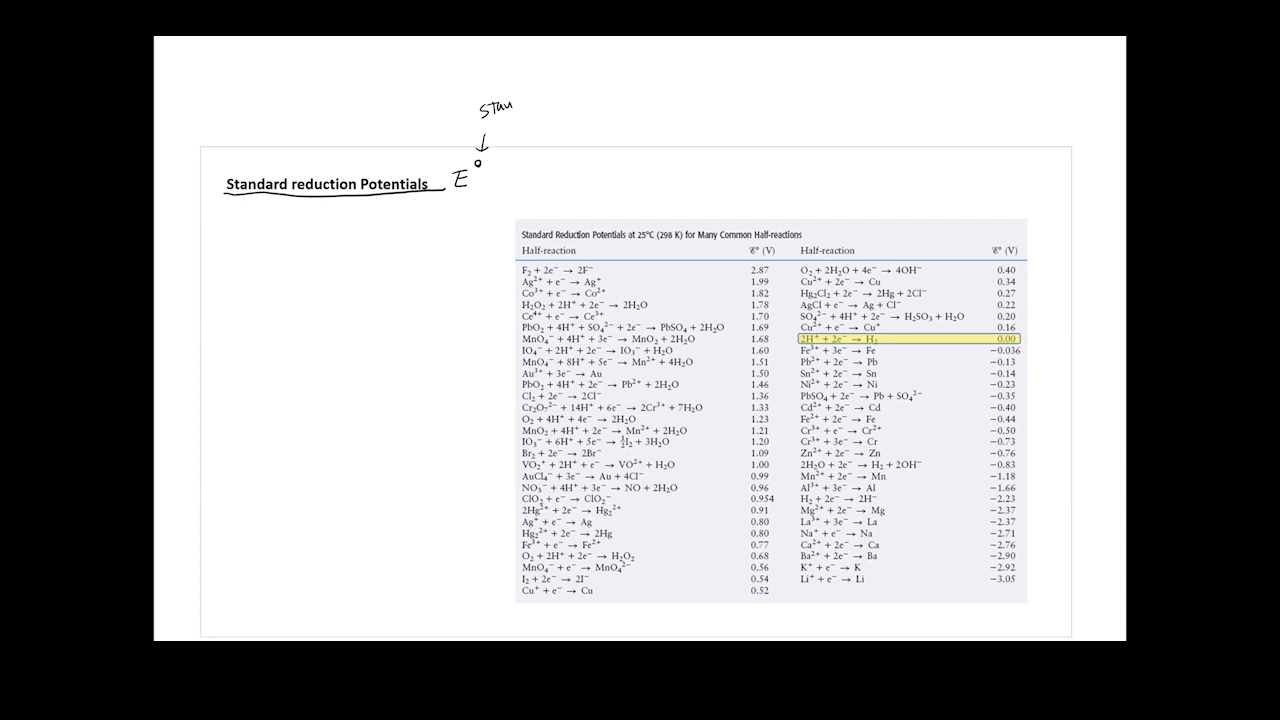 Stan
Standard reduction Potentials E°
Standard Reduction Potentials at 25°C (298 K) for Many Common Half-reactions
Half-reaction ℰ° (V) Half-reaction ℰ° (V)
F₂ + 2e⁻ → 2F⁻ 2.87 O₂ + 2H₂O + 4e⁻ → 4OH⁻ 0.40
Ag²⁺ + e⁻ → Ag⁺ 1.99 Cu²⁺ + 2e⁻ → Cu 0.34
Co³⁺ + e⁻ → Co²⁺ 1.82 Hg₂Cl₂ + 2e⁻ → 2Hg + 2Cl⁻ 0.27
H₂O₂ + 2H⁺ + 2e⁻ → 2H₂O 1.78 AgCl + e⁻ → Ag + Cl⁻ 0.22
Ce⁴⁺ + e⁻ → Ce³⁺ 1.70 SO₄²⁻ + 4H⁺ + 2e⁻ → H₂SO₃ + H₂O 0.20
PbO₂ + 4H⁺ + SO₄²⁻ + 2e⁻ → PbSO₄ + 2H₂O 1.69 Cu²⁺ + e⁻ → Cu⁺ 0.16
MnO₄⁻ + 4H⁺ + 3e⁻ → MnO₂ + 2H₂O 1.68 2H⁺ + 2e⁻ → H₂ 0.00
IO₄⁻ + 2H⁺ + 2e⁻ → IO₃⁻ + H₂O 1.60 Fe³⁺ + 3e⁻ → Fe −0.036
MnO₄⁻ + 8H⁺ + 5e⁻ → Mn²⁺ + 4H₂O 1.51 Pb²⁺ + 2e⁻ → Pb −0.13
Au³⁺ + 3e⁻ → Au 1.50 Sn²⁺ + 2e⁻ → Sn −0.14
PbO₂ + 4H⁺ + 2e⁻ → Pb²⁺ + 2H₂O 1.46 Ni²⁺ + 2e⁻ → Ni −0.23
Cl₂ + 2e⁻ → 2Cl⁻ 1.36 PbSO₄ + 2e⁻ → Pb + SO₄²⁻ −0.35
Cr₂O₇²⁻ + 14H⁺ + 6e⁻ → 2Cr³⁺ + 7H₂O 1.33 Cd²⁺ + 2e⁻ → Cd −0.40
O₂ + 4H⁺ + 4e⁻ → 2H₂O 1.23 Fe²⁺ + 2e⁻ → Fe −0.44
MnO₂ + 4H⁺ + 2e⁻ → Mn²⁺ + 2H₂O 1.21 Cr³⁺ + e⁻ → Cr²⁺ −0.50
IO₃⁻ + 6H⁺ + 5e⁻ → ½I₂ + 3H₂O 1.20 Cr³⁺ + 3e⁻ → Cr −0.73
Br₂ + 2e⁻ → 2Br⁻ 1.09 Zn²⁺ + 2e⁻ → Zn −0.76
VO₂⁺ + 2H⁺ + e⁻ → VO²⁺ + H₂O 1.00 2H₂O + 2e⁻ → H₂ + 2OH⁻ −0.83
AuCl₄⁻ + 3e⁻ → Au + 4Cl⁻ 0.99 Mn²⁺ + 2e⁻ → Mn −1.18
NO₃⁻ + 4H⁺ + 3e⁻ → NO + 2H₂O 0.96 Al³⁺ + 3e⁻ → Al −1.66
ClO₂ + e⁻ → ClO₂⁻ 0.954 H₂ + 2e⁻ → 2H⁻ −2.23
2Hg²⁺ + 2e⁻ → Hg₂²⁺ 0.91 Mg²⁺ + 2e⁻ → Mg −2.37
Ag⁺ + e⁻ → Ag 0.80 La³⁺ + 3e⁻ → La −2.37
Hg₂²⁺ + 2e⁻ → 2Hg 0.80 Na⁺ + e⁻ → Na −2.71
Fe³⁺ + e⁻ → Fe²⁺ 0.77 Ca²⁺ + 2e⁻ → Ca −2.76
O₂ + 2H⁺ + 2e⁻ → H₂O₂ 0.68 Ba²⁺ + 2e⁻ → Ba −2.90
MnO₄⁻ + e⁻ → MnO₄²⁻ 0.56 K⁺ + e⁻ → K −2.92
I₂ + 2e⁻ → 2I⁻ 0.54 Li⁺ + e⁻ → Li −3.05
Cu⁺ + e⁻ → Cu 0.52